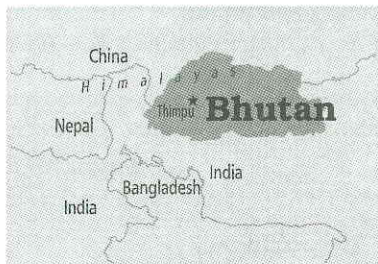 China
Himalayas
Thimpu
Bhutan
Nepal
Bangladesh
India
India